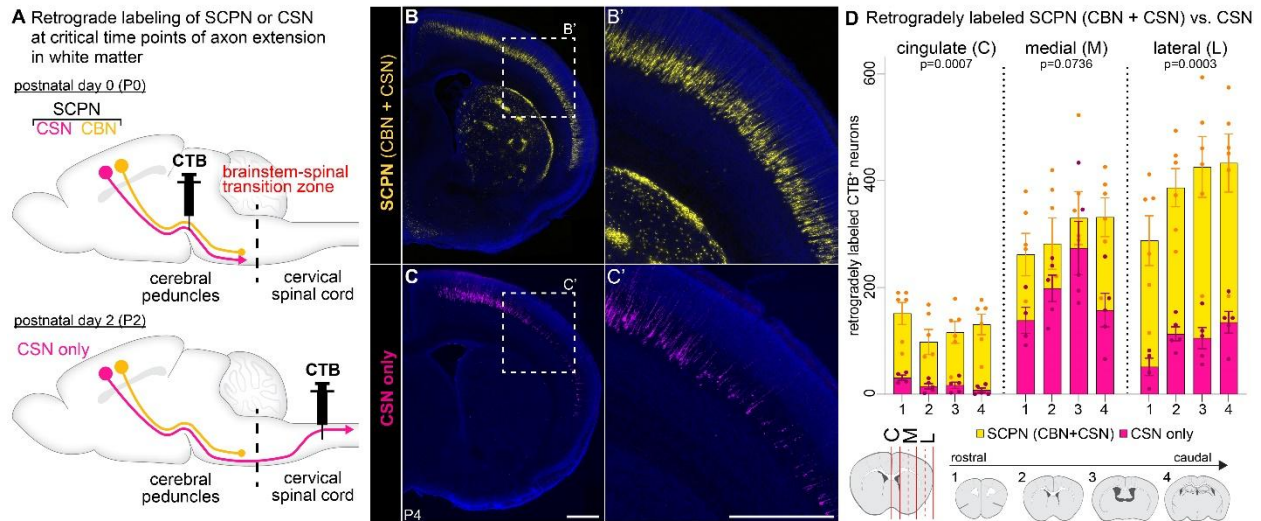 A Retrograde labeling of SCPN or CSN
at critical time points of axon extension
in white matter
postnatal day 0 (P0)
SCPN
CSN CBN
CTB
brainstem-spinal
transition zone
cerebral
peduncles
cervical
spinal cord
postnatal day 2 (P2)
CSN only
CTB
cerebral
peduncles
cervical
spinal cord
SCPN (CBN + CSN)
B
B'
B'
CSN only
C
C'
P4
C'
D Retrogradely labeled SCPN (CBN + CSN) vs. CSN
cingulate (C)
p=0.0007
medial (M)
p=0.0736
lateral (L)
p=0.0003
retrogradely labeled CTB⁺ neurons
600
400
200
0
1 2 3 4 1 2 3 4 1 2 3 4
SCPN (CBN+CSN) CSN only
C M L
rostral caudal
1 2 3 4